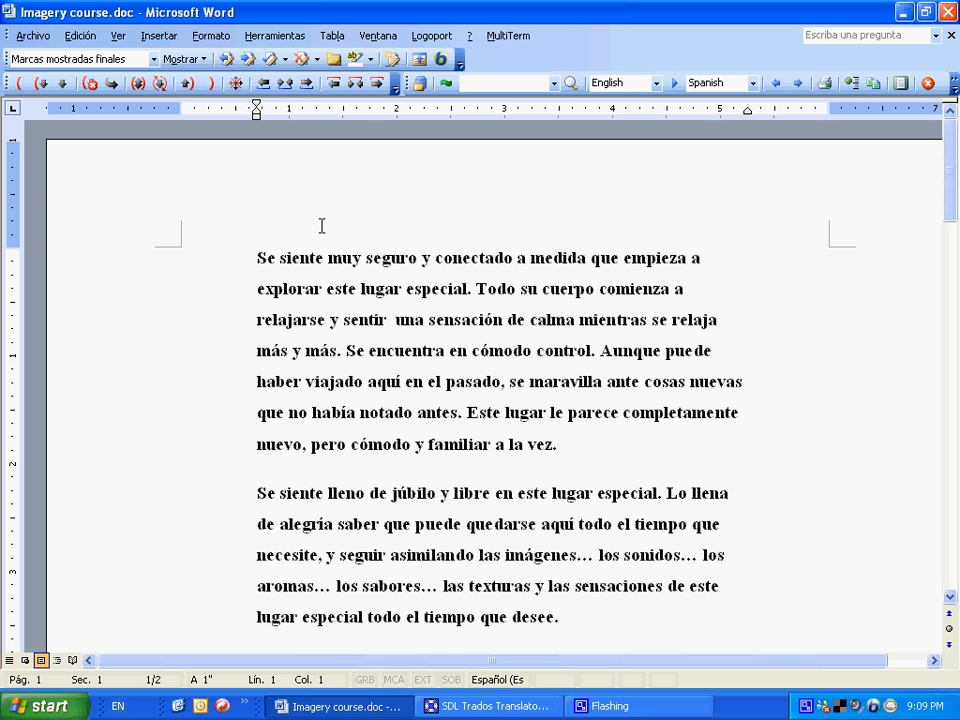 Imagery course.doc - Microsoft Word
Archivo Edición Ver Insertar Formato Herramientas Tabla Ventana Logoport ? MultiTerm Escriba una pregunta
Marcas mostradas finales Mostrar
English Spanish
1 1 2 3 4 5 7
Se siente muy seguro y conectado a medida que empieza a
explorar este lugar especial. Todo su cuerpo comienza a
relajarse y sentir una sensación de calma mientras se relaja
más y más. Se encuentra en cómodo control. Aunque puede
haber viajado aquí en el pasado, se maravilla ante cosas nuevas
que no había notado antes. Este lugar le parece completamente
nuevo, pero cómodo y familiar a la vez.
Se siente lleno de júbilo y libre en este lugar especial. Lo llena
de alegría saber que puede quedarse aquí todo el tiempo que
necesite, y seguir asimilando las imágenes… los sonidos… los
aromas… los sabores… las texturas y las sensaciones de este
lugar especial todo el tiempo que desee.
Pág. 1 Sec. 1 1/2 A 1" Lín. 1 Col. 1 GRB MCA EXT SOB Español (Es
start EN Imagery course.doc -... SDL Trados Translato... Flashing 9:09 PM